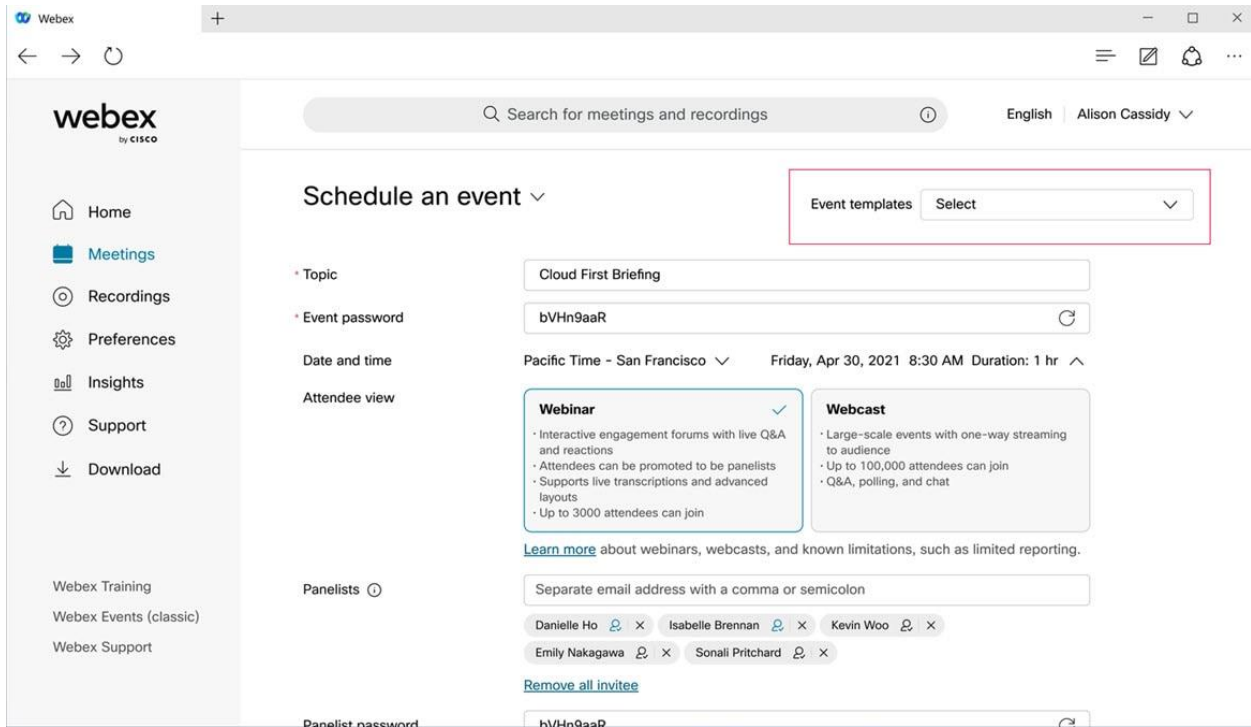 Webex
webex
by CISCO
Search for meetings and recordings
English
Alison Cassidy
Home
Meetings
Recordings
Preferences
Insights
Support
Download
Webex Training
Webex Events (classic)
Webex Support
Schedule an event
Event templates
Select
* Topic
Cloud First Briefing
* Event password
bVHn9aaR
Date and time
Pacific Time - San Francisco
Friday, Apr 30, 2021 8:30 AM Duration: 1 hr
Attendee view
Webinar
· Interactive engagement forums with live Q&A
and reactions
· Attendees can be promoted to be panelists
· Supports live transcriptions and advanced
layouts
· Up to 3000 attendees can join
Webcast
· Large-scale events with one-way streaming
to audience
· Up to 100,000 attendees can join
· Q&A, polling, and chat
Learn more about webinars, webcasts, and known limitations, such as limited reporting.
Panelists
Separate email address with a comma or semicolon
Danielle Ho
Isabelle Brennan
Kevin Woo
Emily Nakagawa
Sonali Pritchard
Remove all invitee
Panelist password
bVHn9aaR